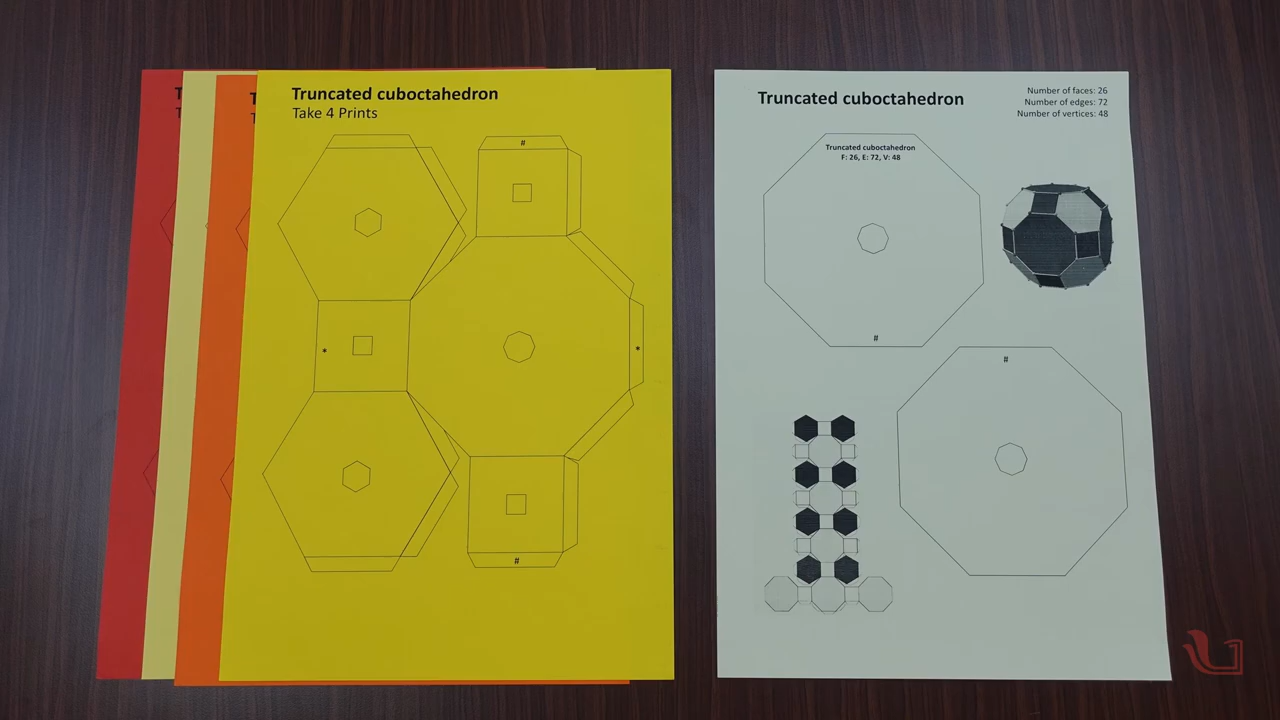 Truncated cuboctahedron
Take 4 Prints
#
*
*
#
T
T
T
T
Truncated cuboctahedron
Number of faces: 26
Number of edges: 72
Number of vertices: 48
Truncated cuboctahedron
F: 26, E: 72, V: 48
#
#